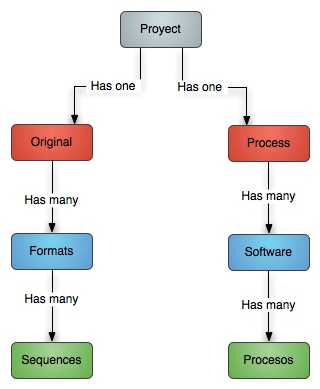 Proyect
Has one
Has one
Original
Process
Has many
Has many
Formats
Software
Has many
Has many
Sequences
Procesos